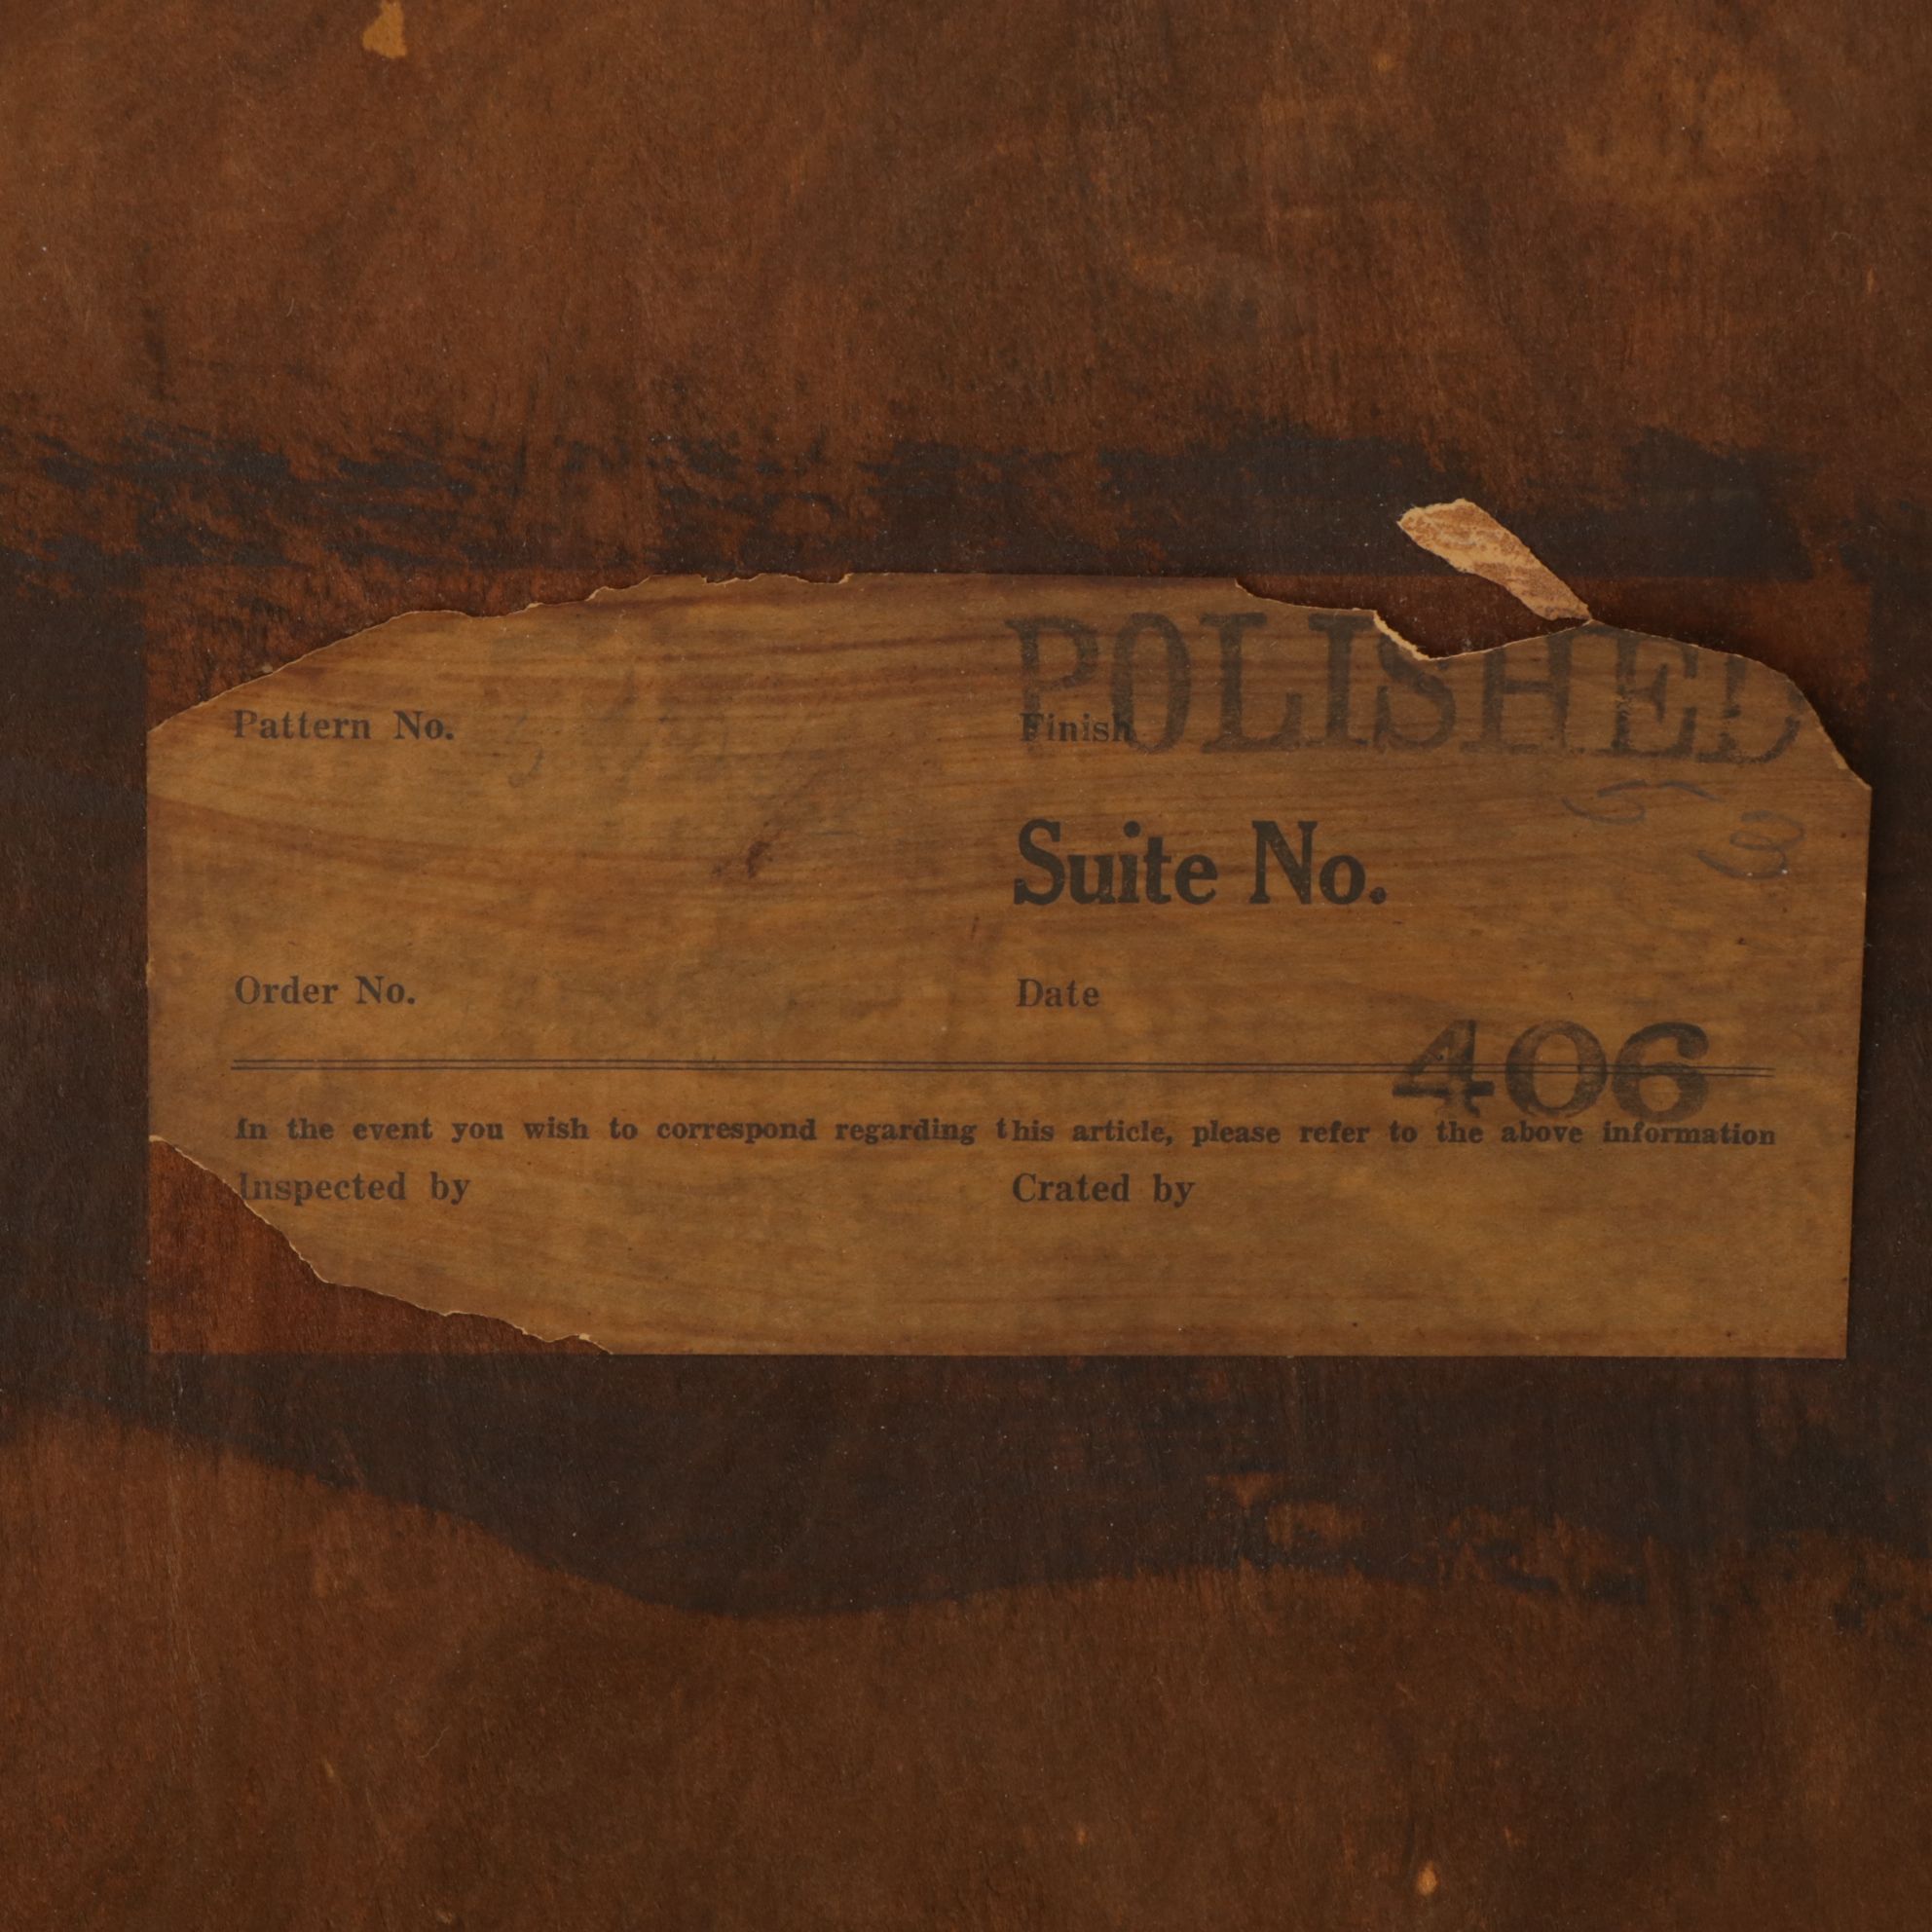 Pattern No. Finish POLISHED
Suite No.
Order No. Date
406
In the event you wish to correspond regarding this article, please refer to the above information
Inspected by Crated by